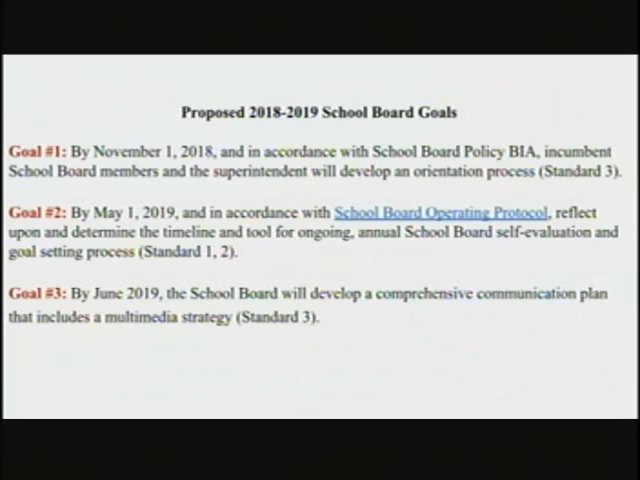 Proposed 2018-2019 School Board Goals
Goal #1: By November 1, 2018, and in accordance with School Board Policy BIA, incumbent
School Board members and the superintendent will develop an orientation process (Standard 3).
Goal #2: By May 1, 2019, and in accordance with School Board Operating Protocol, reflect
upon and determine the timeline and tool for ongoing, annual School Board self-evaluation and
goal setting process (Standard 1, 2).
Goal #3: By June 2019, the School Board will develop a comprehensive communication plan
that includes a multimedia strategy (Standard 3).